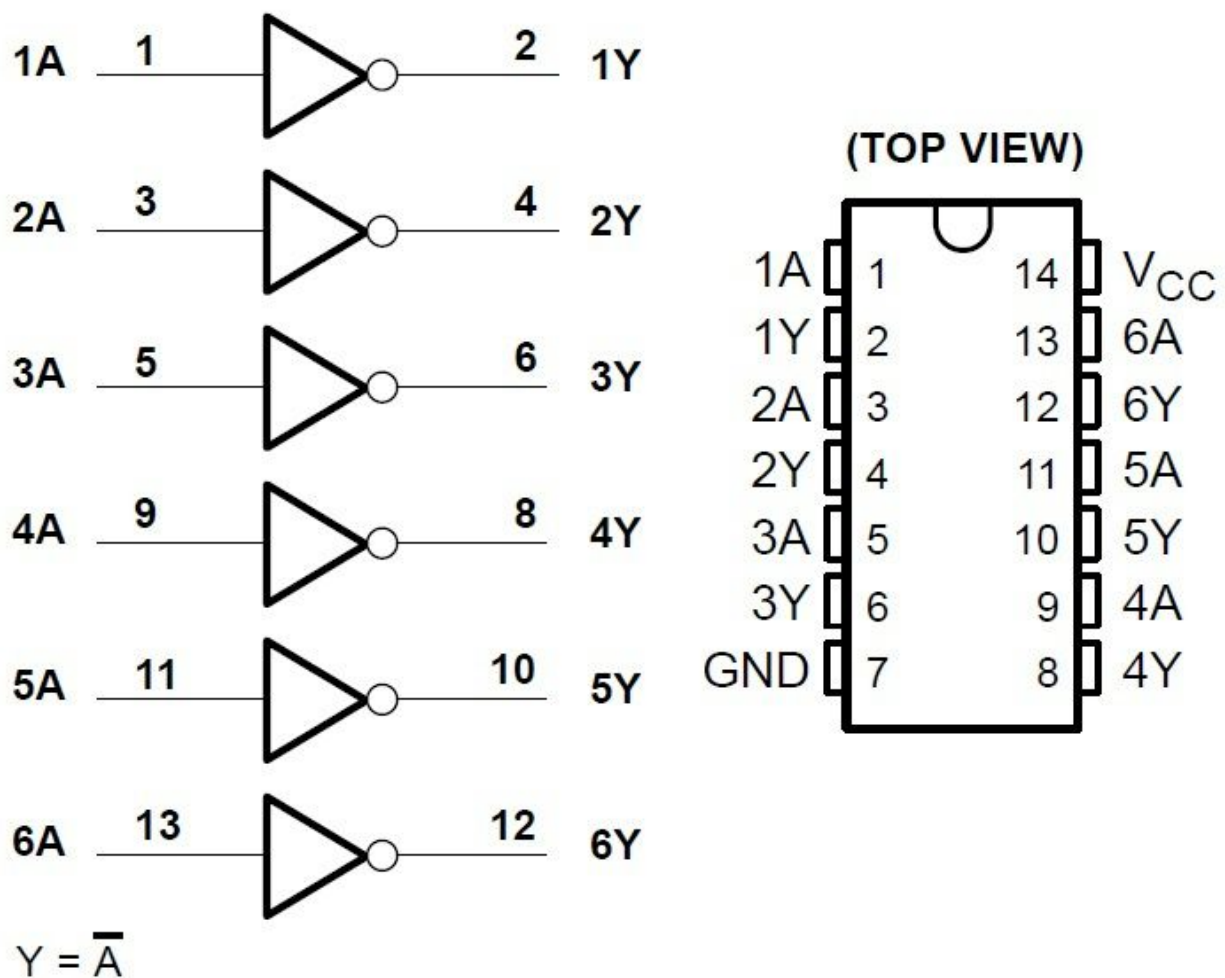 1A 1 2 1Y
2A 3 4 2Y
3A 5 6 3Y
4A 9 8 4Y
5A 11 10 5Y
6A 13 12 6Y
Y = A̅
(TOP VIEW)
1A 1 14 VCC
1Y 2 13 6A
2A 3 12 6Y
2Y 4 11 5A
3A 5 10 5Y
3Y 6 9 4A
GND 7 8 4Y